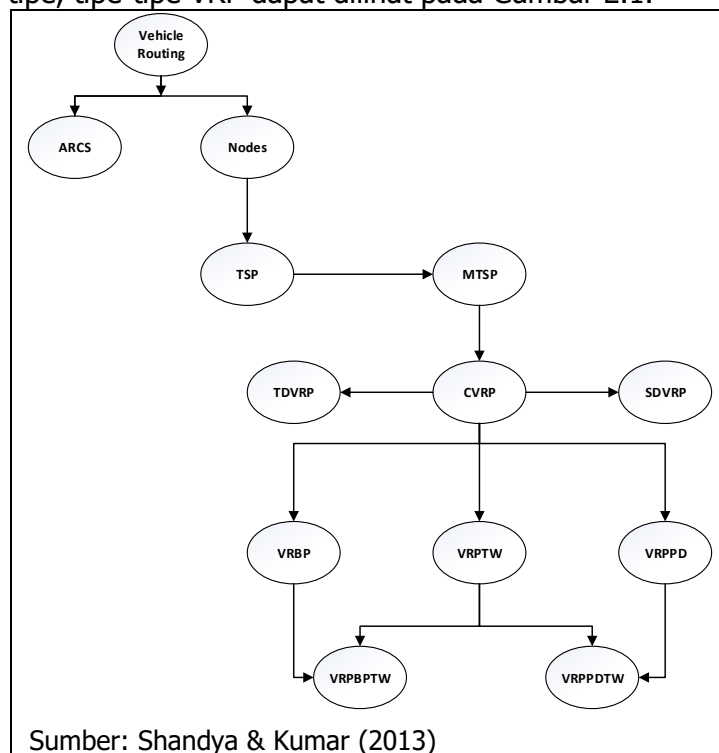 tipe, tipe-tipe VRP dapat dilihat pada Gambar 2.1.
Vehicle
Routing
ARCS
Nodes
TSP
MTSP
TDVRP
CVRP
SDVRP
VRBP
VRPTW
VRPPD
VRPBPTW
VRPPDTW
Sumber: Shandya & Kumar (2013)